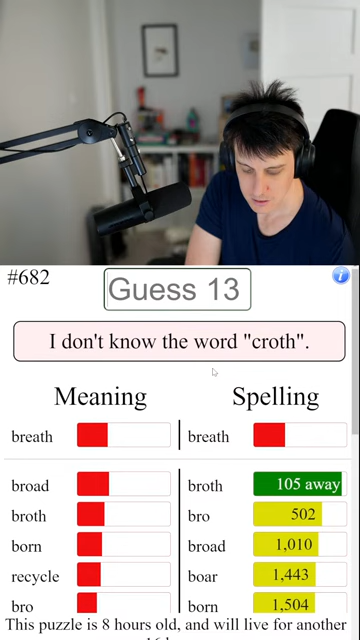 #682
Guess 13
I don't know the word "croth".
Meaning
Spelling
breath
breath
broad
broth
105 away
broth
bro
502
born
broad
1,010
recycle
boar
1,443
bro
born
1,504
This puzzle is 8 hours old, and will live for another